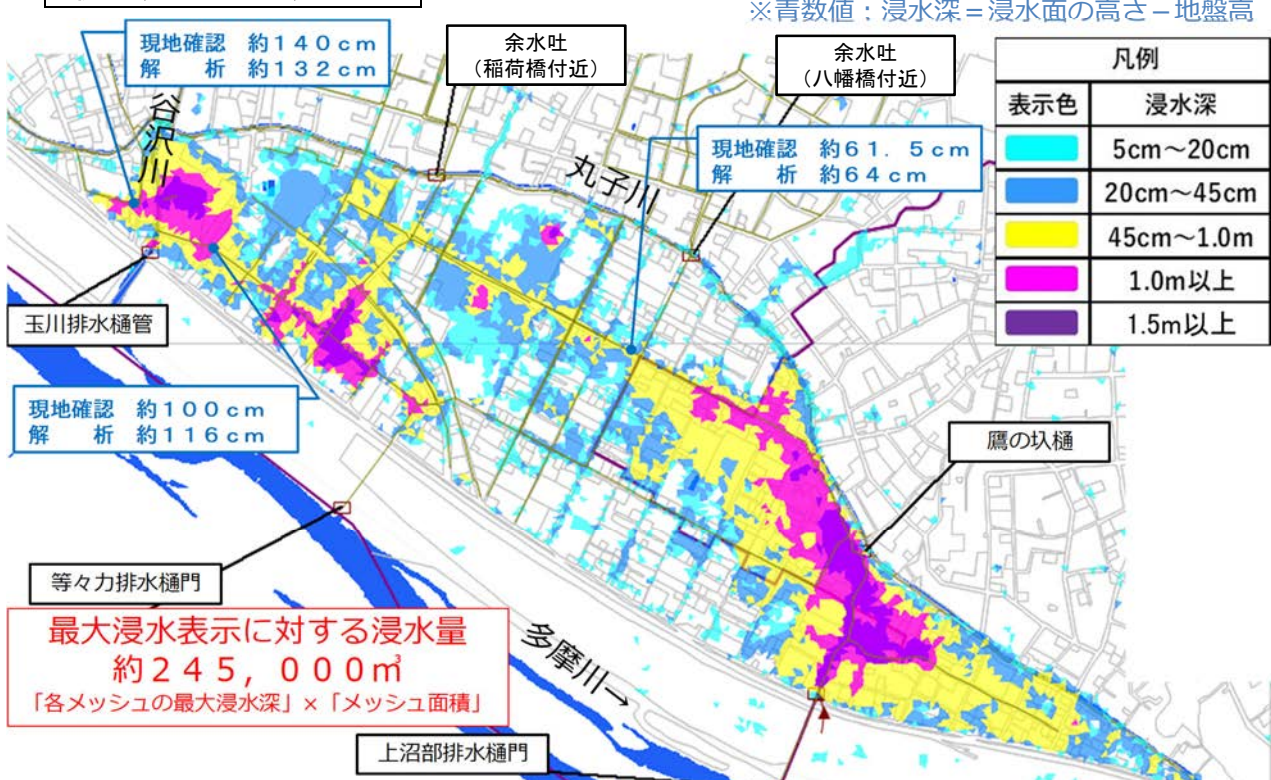 ※青数値：浸水深＝浸水面の高さ－地盤高
現地確認 約140cm
解 析 約132cm
余水吐
（稲荷橋付近）
余水吐
（八幡橋付近）
凡例
表示色 浸水深
5cm～20cm
20cm～45cm
45cm～1.0m
1.0m以上
1.5m以上
谷沢川
丸子川
現地確認 約61. 5cm
解 析 約64cm
玉川排水樋管
現地確認 約100cm
解 析 約116cm
鷹の圦樋
等々力排水樋門
最大浸水表示に対する浸水量
約245, 000㎥
「各メッシュの最大浸水深」×「メッシュ面積」
多摩川→
上沼部排水樋門